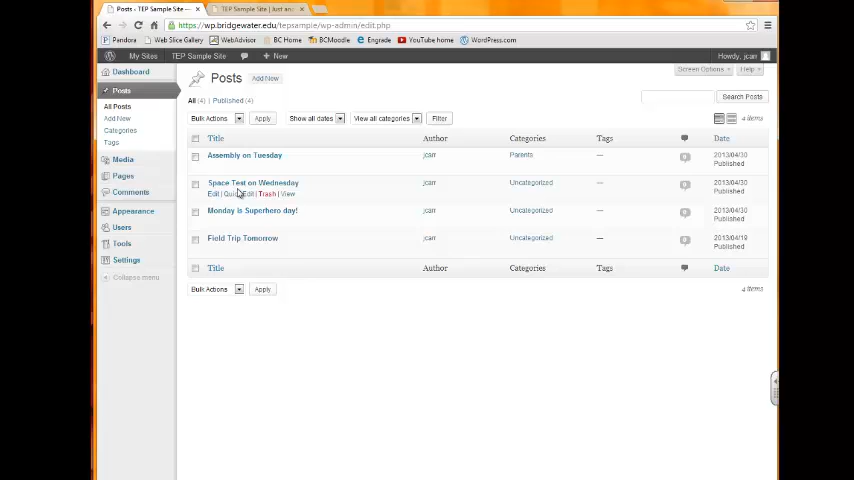 Posts ‹ TEP Sample Site —
TEP Sample Site | Just an
https://wp.bridgewater.edu/tepsample/wp-admin/edit.php
Pandora
Web Slice Gallery
WebAdvisor
BC Home
BCMoodle
Engrade
YouTube home
WordPress.com
My Sites
TEP Sample Site
+ New
Howdy, jcarr
Dashboard
Posts
All Posts
Add New
Categories
Tags
Media
Pages
Comments
Appearance
Users
Tools
Settings
Collapse menu
Posts Add New
Screen Options
Help
All (4) | Published (4)
Search Posts
Bulk Actions
Apply
Show all dates
View all categories
Filter
4 items
Title Author Categories Tags Date
Assembly on Tuesday jcarr Parents — 0 2013/04/30
Published
Space Test on Wednesday jcarr Uncategorized — 0 2013/04/30
Edit | Quick Edit | Trash | View Published
Monday is Superhero day! jcarr Uncategorized — 0 2013/04/30
Published
Field Trip Tomorrow jcarr Uncategorized — 0 2013/04/19
Published
Title Author Categories Tags Date
Bulk Actions
Apply
4 items